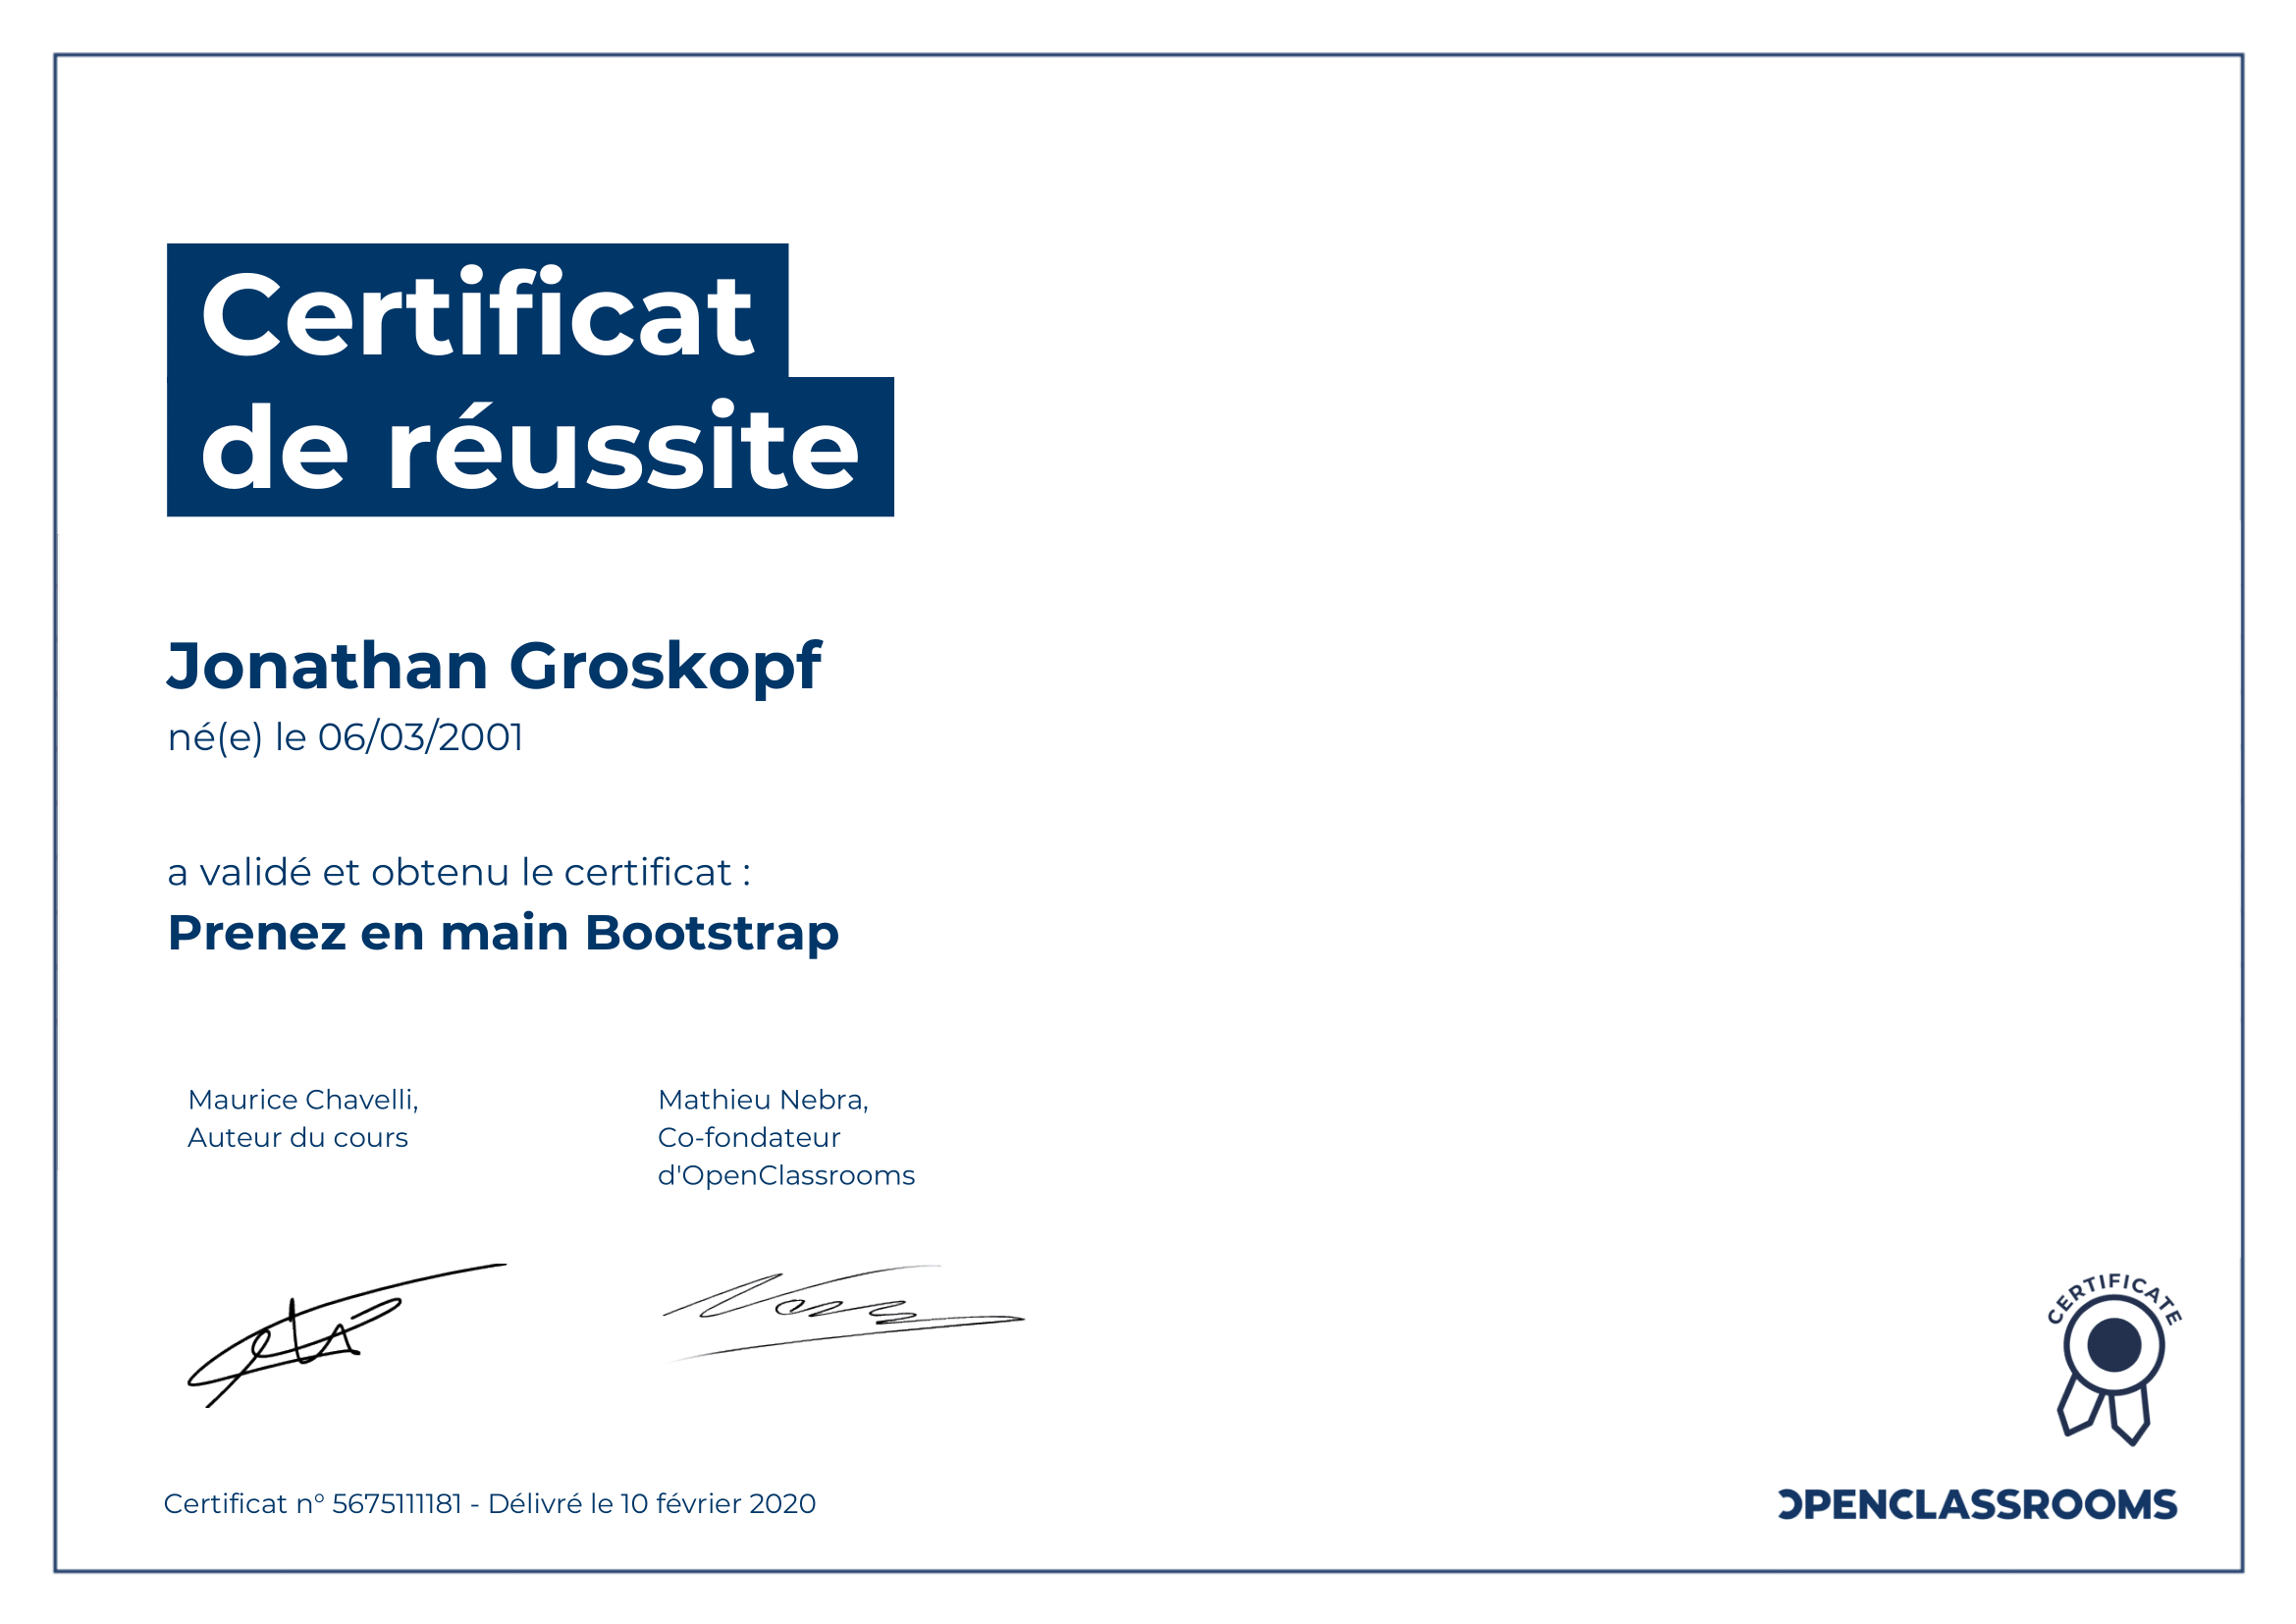 Certificat
de réussite
Jonathan Groskopf
né(e) le 06/03/2001
a validé et obtenu le certificat :
Prenez en main Bootstrap
Maurice Chavelli,
Auteur du cours
Mathieu Nebra,
Co-fondateur
d'OpenClassrooms
CERTIFICATE
Certificat n° 5675111181 - Délivré le 10 février 2020
OPENCLASSROOMS